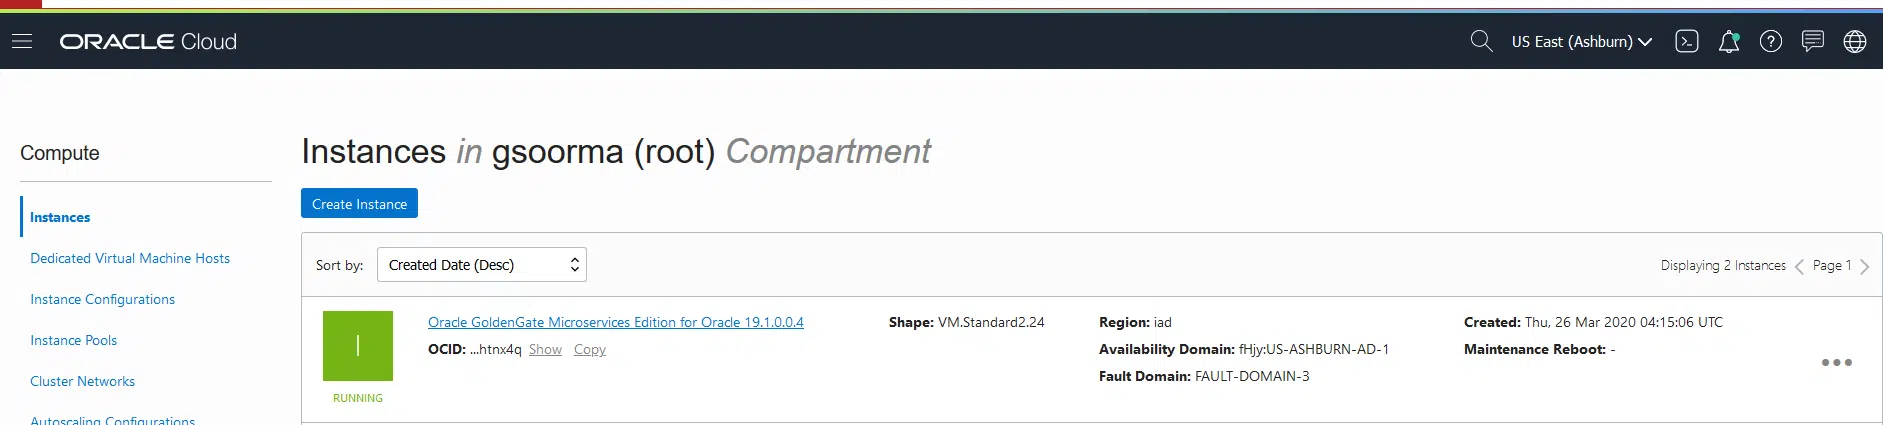 ORACLE Cloud
US East (Ashburn)
Compute
Instances
Dedicated Virtual Machine Hosts
Instance Configurations
Instance Pools
Cluster Networks
Autoscaling Configurations
Instances in gsoorma (root) Compartment
Create Instance
Sort by: Created Date (Desc)
Displaying 2 Instances Page 1
I
RUNNING
Oracle GoldenGate Microservices Edition for Oracle 19.1.0.0.4
OCID: ...htnx4q Show Copy
Shape: VM.Standard2.24
Region: iad
Availability Domain: fHjy:US-ASHBURN-AD-1
Fault Domain: FAULT-DOMAIN-3
Created: Thu, 26 Mar 2020 04:15:06 UTC
Maintenance Reboot: -